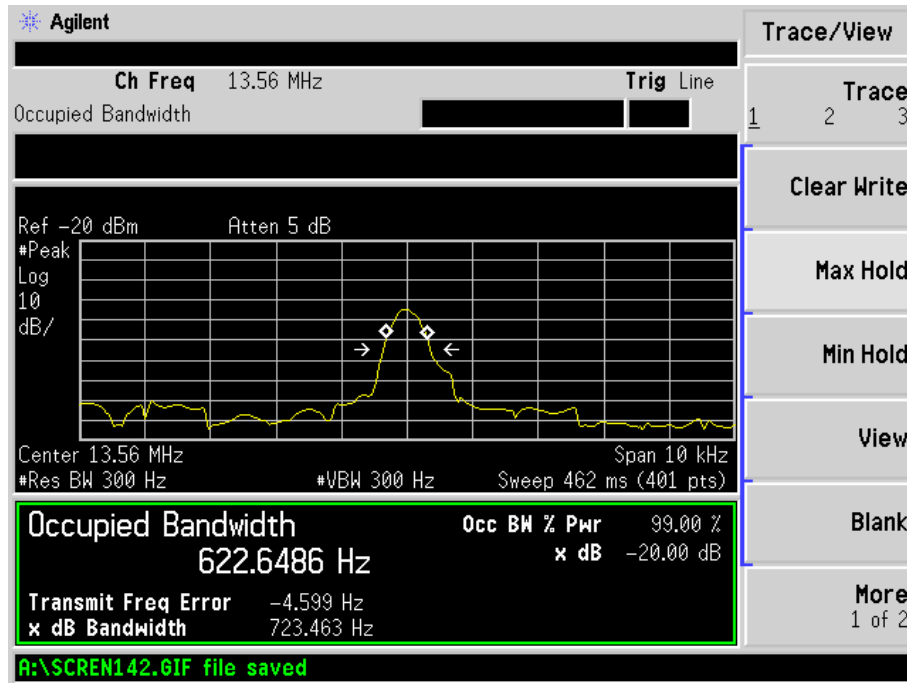 Agilent
Trace/View
Ch Freq 13.56 MHz Trig Line
Occupied Bandwidth
Trace
1 2 3
Clear Write
Ref -20 dBm Atten 5 dB
#Peak
Log
10
dB/
Max Hold
Min Hold
View
Center 13.56 MHz Span 10 kHz
#Res BW 300 Hz #VBW 300 Hz Sweep 462 ms (401 pts)
Occupied Bandwidth
622.6486 Hz
Occ BW % Pwr 99.00 %
x dB -20.00 dB
Blank
Transmit Freq Error -4.599 Hz
x dB Bandwidth 723.463 Hz
More
1 of 2
A:\SCREN142.GIF file saved